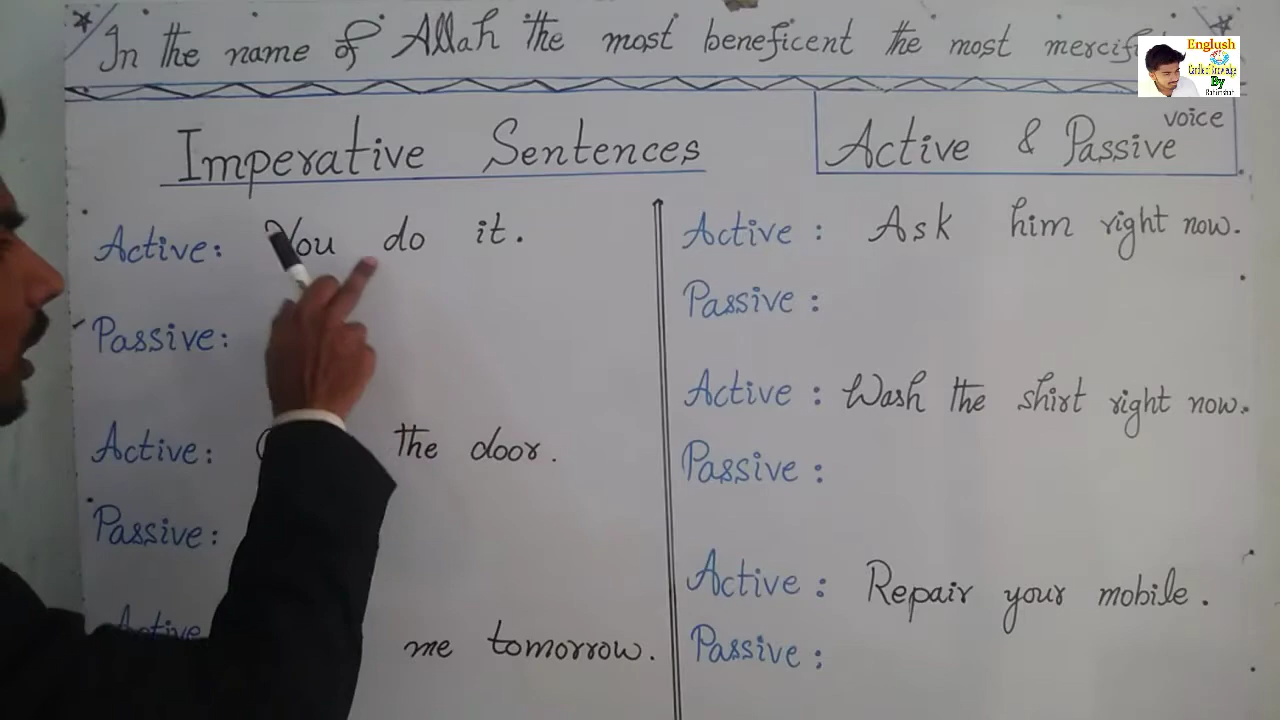 In the name of Allah the most beneficent the most
Englush
By
Imperative Sentences
Active & Passive voice
Active: You do it.
Passive:
Active: the door.
Passive:
Active me tomorrow.
Active: Ask him right now.
Passive:
Active: Wash the shirt right now.
Passive:
Active: Repair your mobile.
Passive: